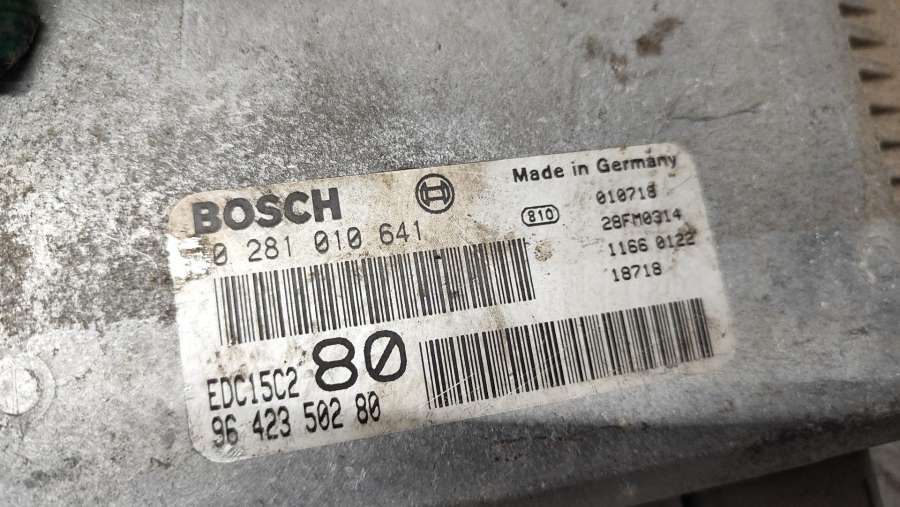 BOSCH
Made in Germany
0 281 010 641
810
010718
28FM0314
1166 0122
18718
EDC15C2 80
96 423 502 80